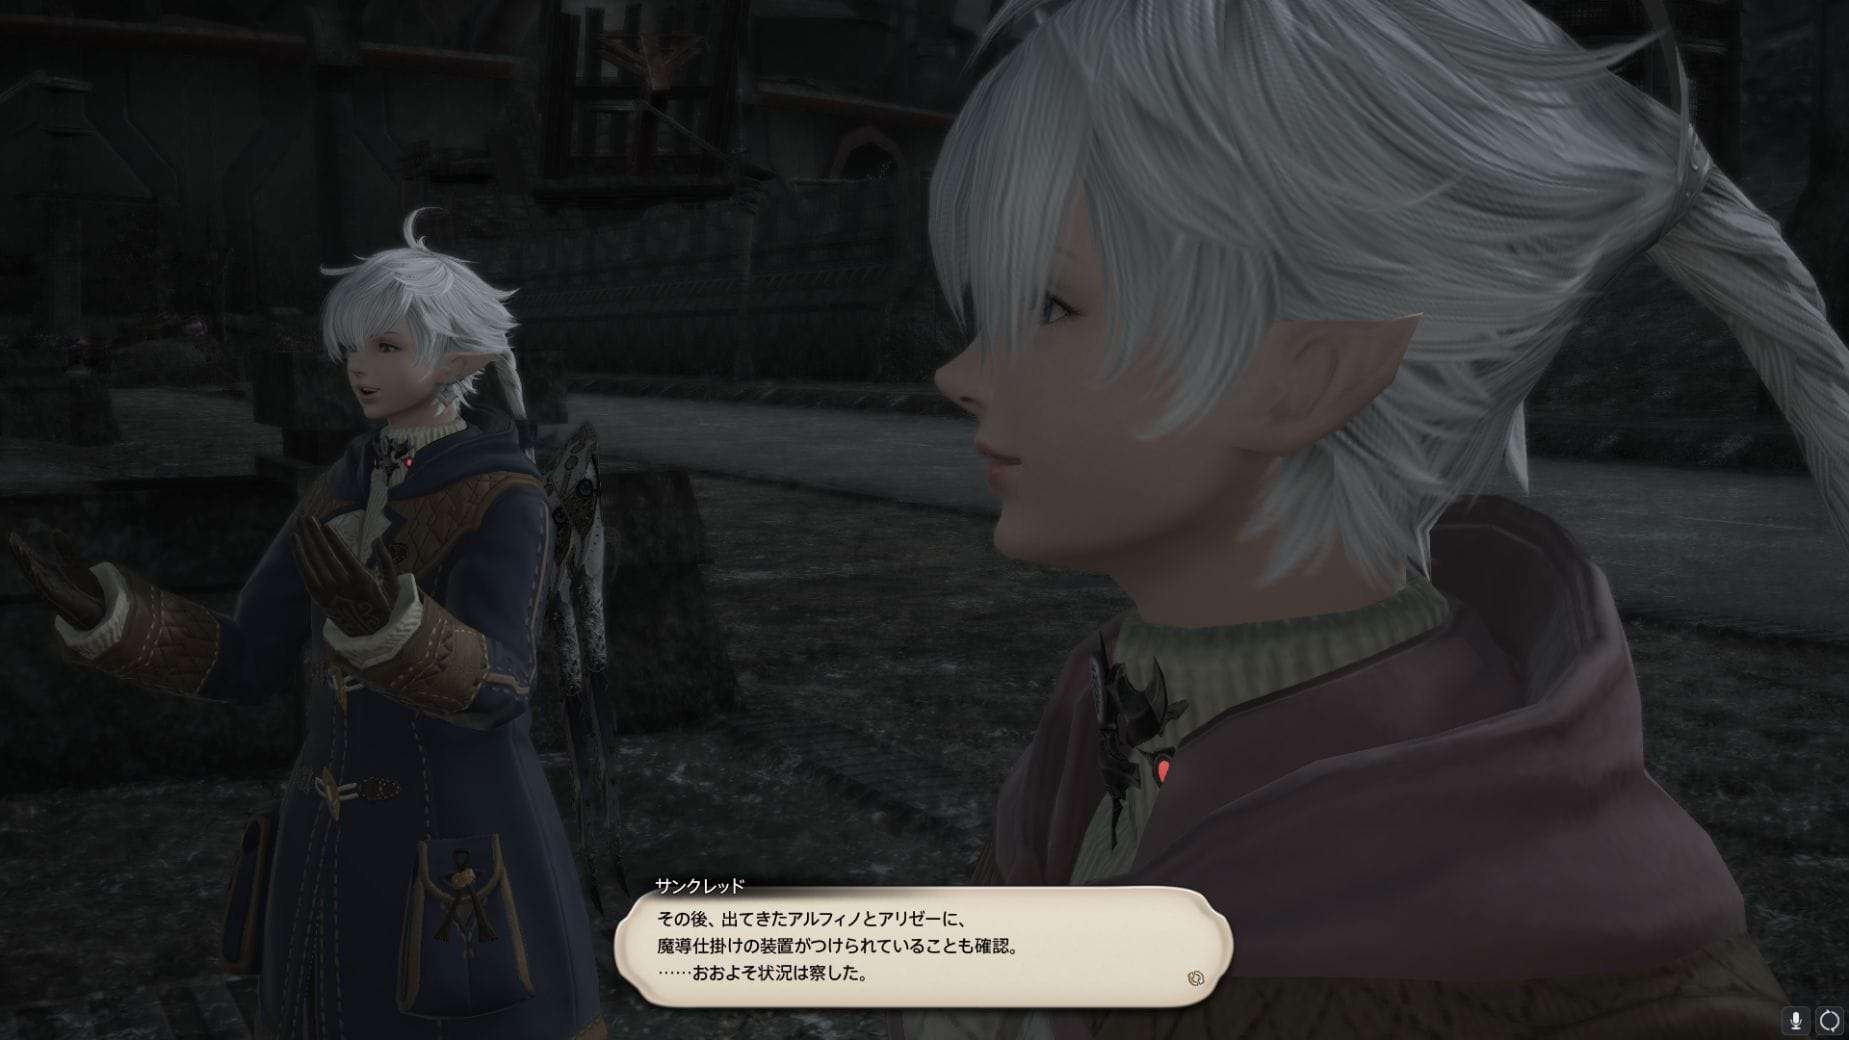 サンクレッド
その後、出てきたアルフィノとアリゼーに、
魔導仕掛けの装置がつけられていることも確認。
……おおよそ状況は察した。